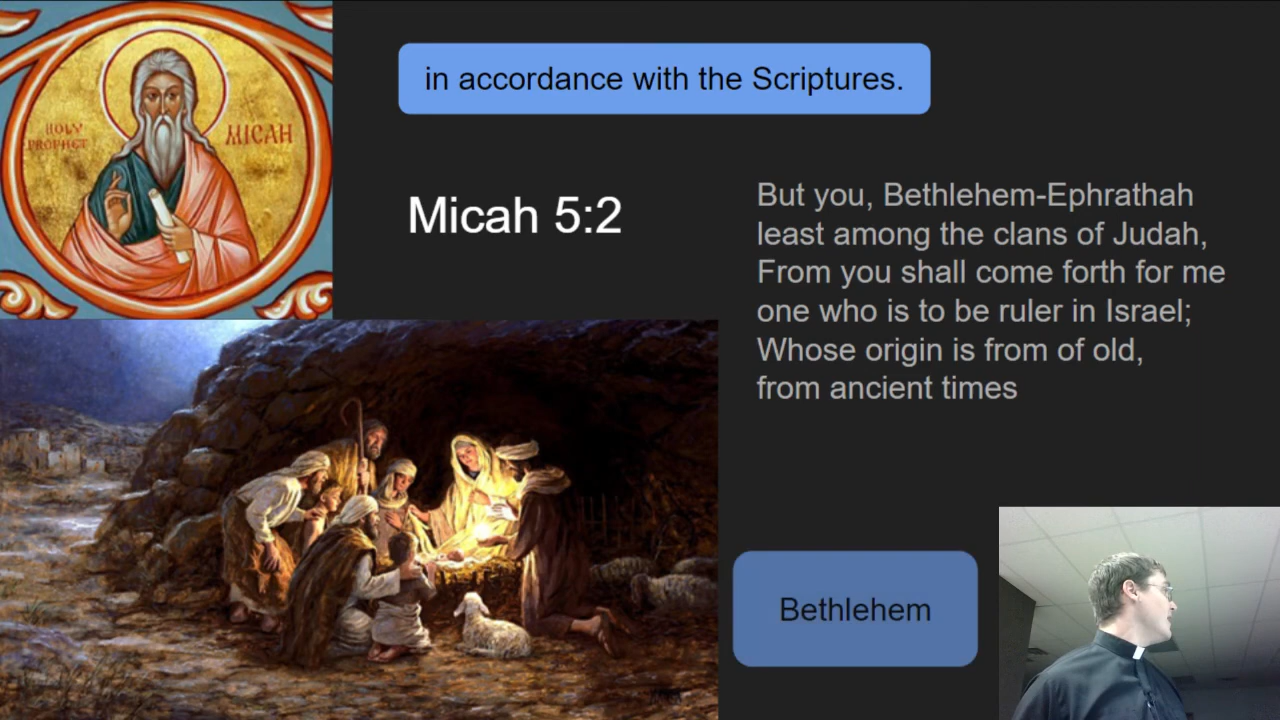 in accordance with the Scriptures.
HOLY
PROPHET
MICAH
Micah 5:2
But you, Bethlehem-Ephrathah
least among the clans of Judah,
From you shall come forth for me
one who is to be ruler in Israel;
Whose origin is from of old,
from ancient times
Bethlehem